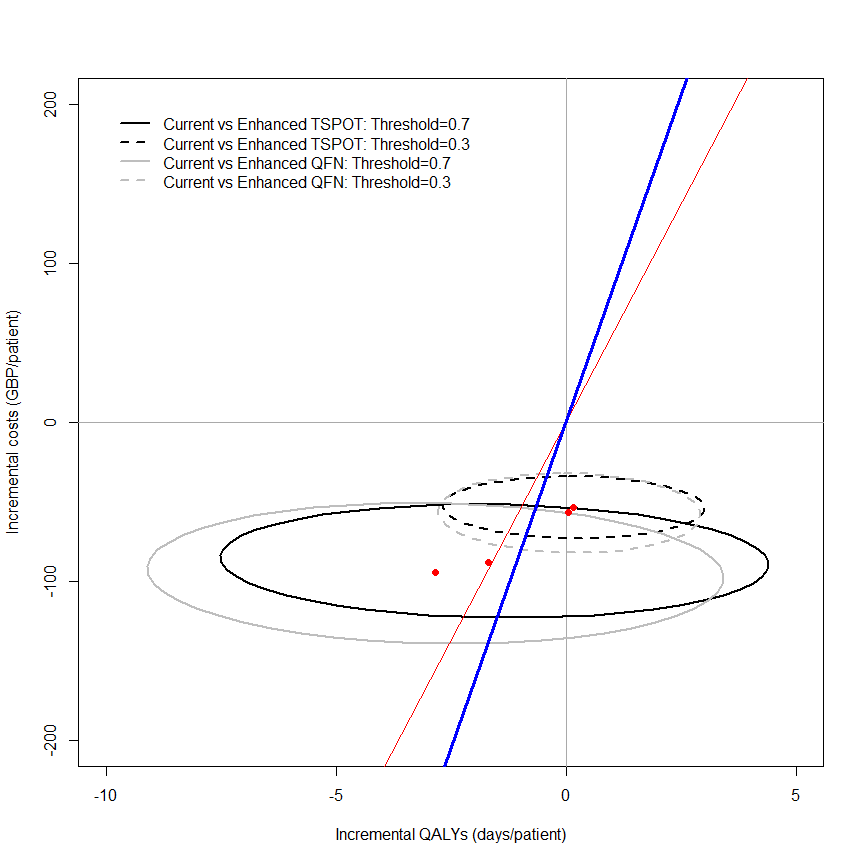 Current vs Enhanced TSPOT: Threshold=0.7
Current vs Enhanced TSPOT: Threshold=0.3
Current vs Enhanced QFN: Threshold=0.7
Current vs Enhanced QFN: Threshold=0.3
Incremental costs (GBP/patient)
200
100
0
-100
-200
-10 -5 0 5
Incremental QALYs (days/patient)